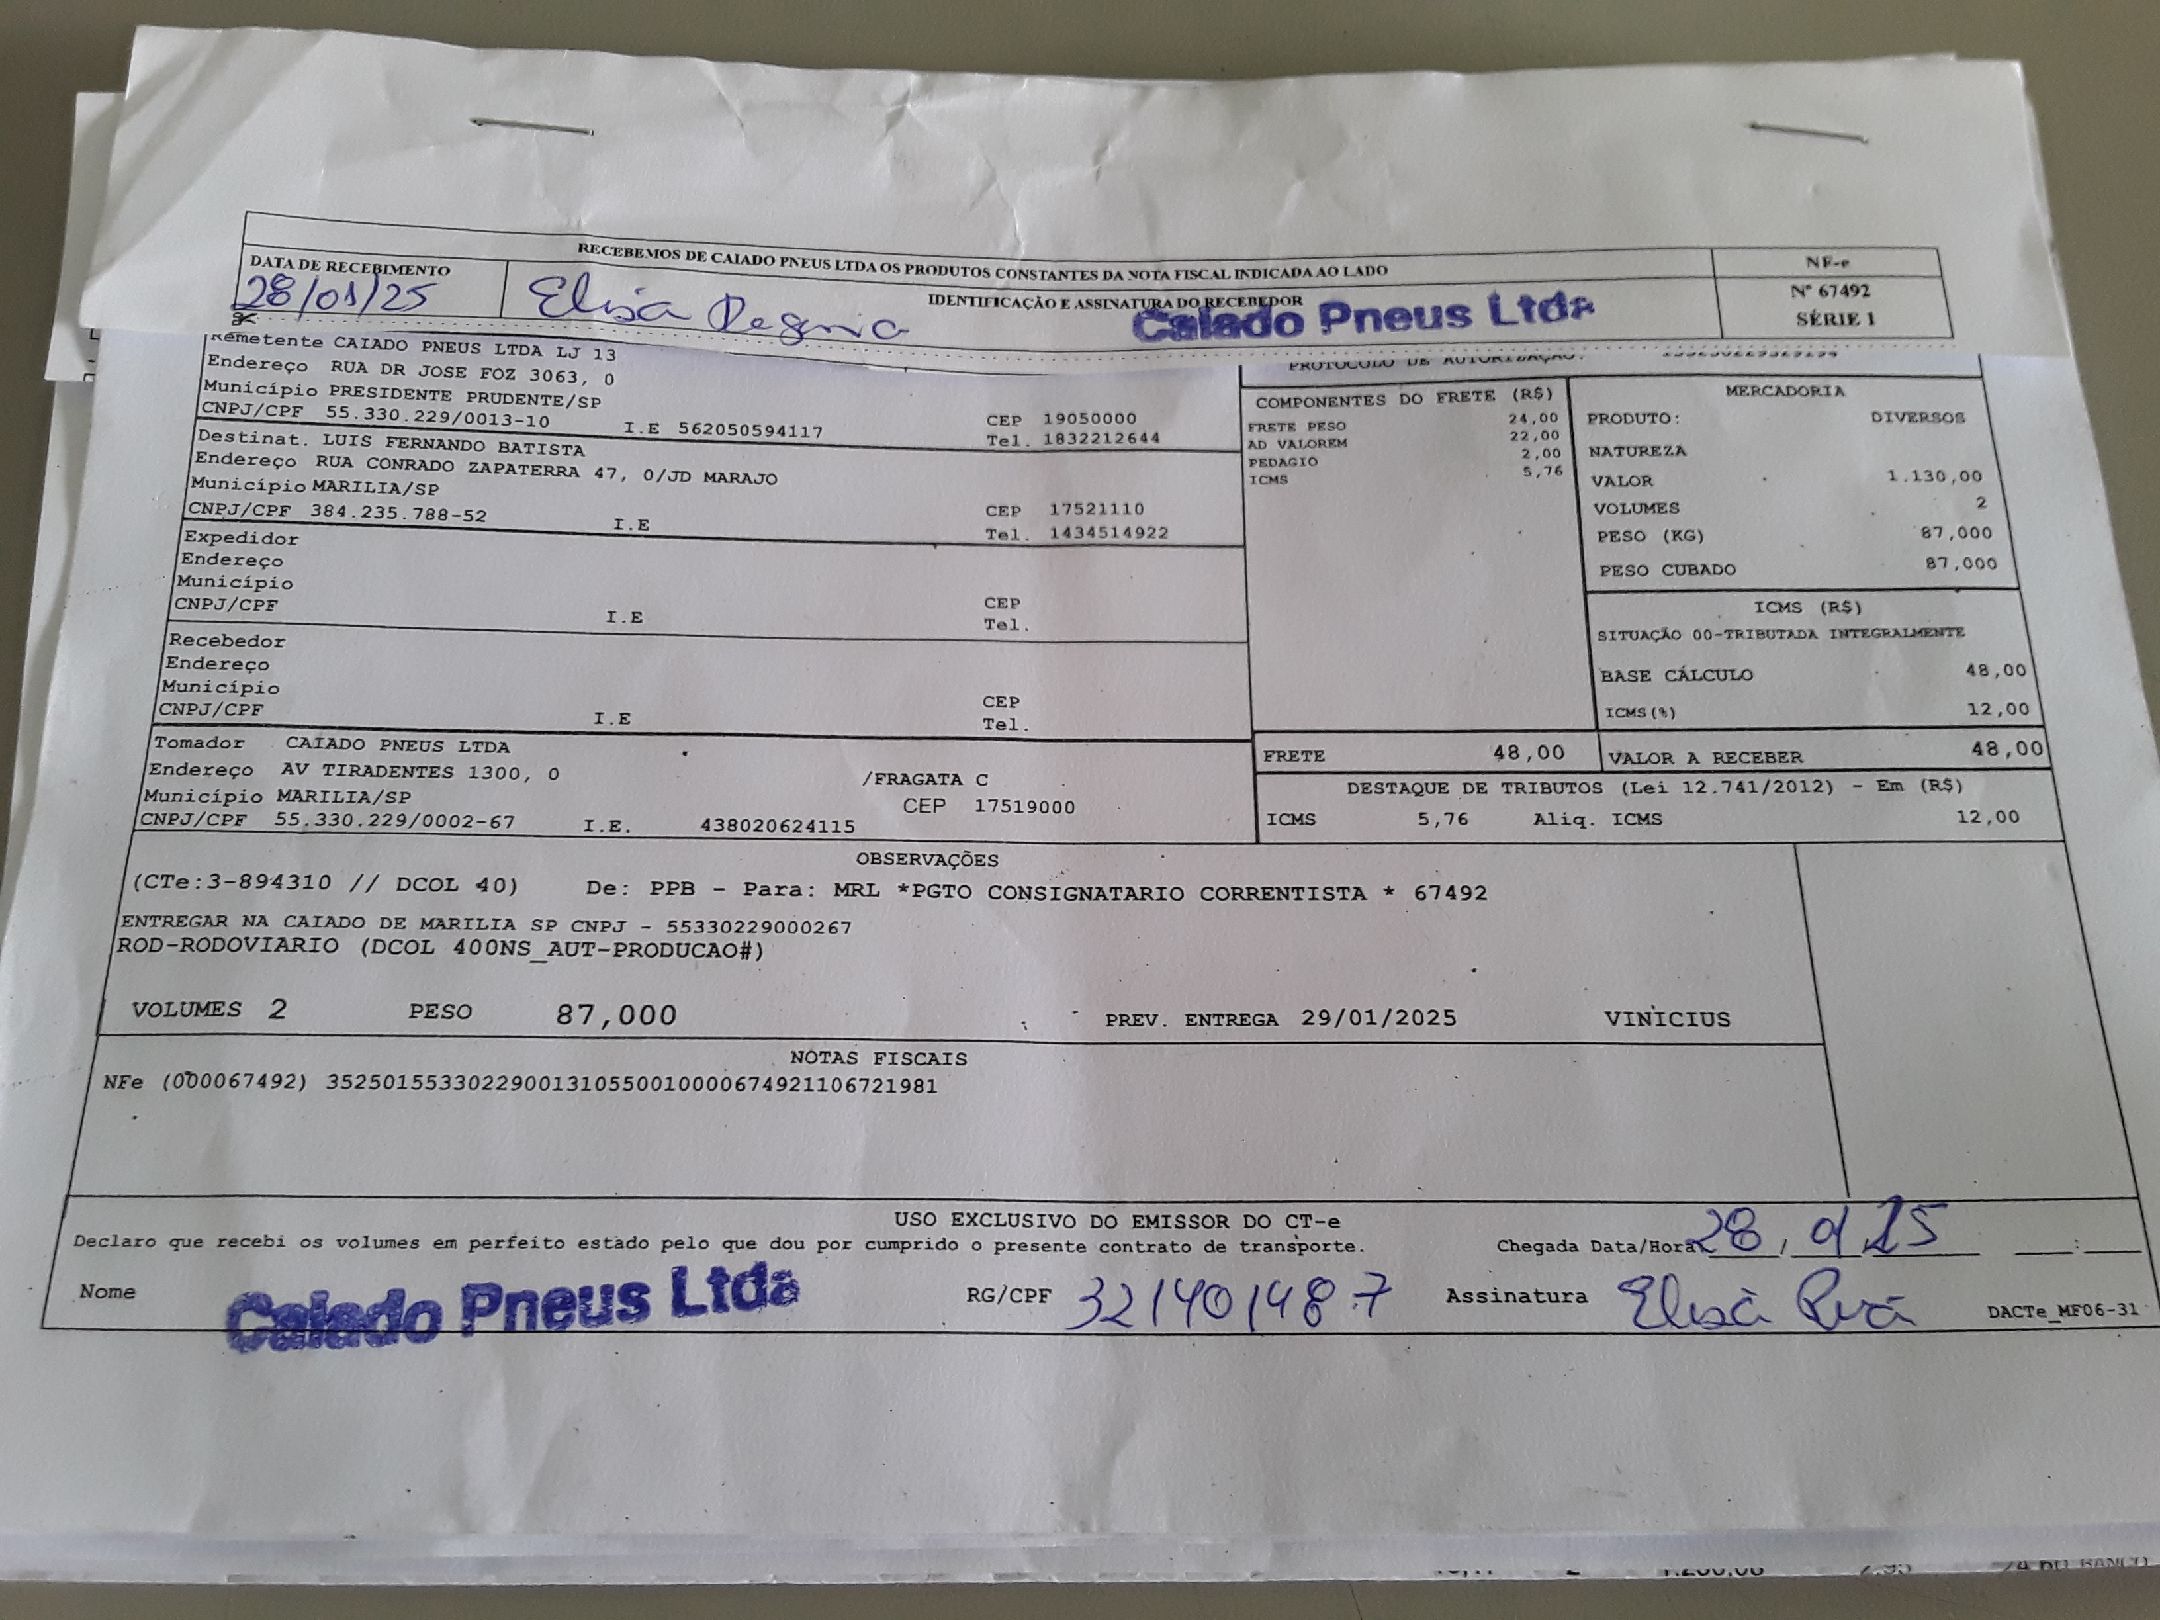 RECEBEMOS DE CAIADO PNEUS LTDA OS PRODUTOS CONSTANTES DA NOTA FISCAL INDICADA AO LADO
NF-e
Nº 67492
SÉRIE 1
DATA DE RECEBIMENTO
28/01/25
IDENTIFICAÇÃO E ASSINATURA DO RECEBEDOR
Elisa Regina
Caiado Pneus Ltda
Remetente CAIADO PNEUS LTDA LJ 13
Endereço RUA DR JOSE FOZ 3063, 0
Município PRESIDENTE PRUDENTE/SP
CNPJ/CPF 55.330.229/0013-10 I.E 562050594117
CEP 19050000
Tel. 1832212644
Destinat. LUIS FERNANDO BATISTA
Endereço RUA CONRADO ZAPATERRA 47, 0/JD MARAJO
Município MARILIA/SP
CNPJ/CPF 384.235.788-52 I.E
CEP 17521110
Tel. 1434514922
Expedidor
Endereço
Município
CNPJ/CPF I.E
CEP
Tel.
Recebedor
Endereço
Município
CNPJ/CPF I.E
CEP
Tel.
Tomador CAIADO PNEUS LTDA
Endereço AV TIRADENTES 1300, 0 /FRAGATA C
Município MARILIA/SP CEP 17519000
CNPJ/CPF 55.330.229/0002-67 I.E. 438020624115
PROTOCOLO DE AUTORIZAÇÃO:
COMPONENTES DO FRETE (R$)
FRETE PESO 24,00
AD VALOREM 22,00
PEDAGIO 2,00
ICMS 5,76
MERCADORIA
PRODUTO: DIVERSOS
NATUREZA
VALOR 1.130,00
VOLUMES 2
PESO (KG) 87,000
PESO CUBADO 87,000
ICMS (R$)
SITUAÇÃO 00-TRIBUTADA INTEGRALMENTE
BASE CÁLCULO 48,00
ICMS(%) 12,00
FRETE 48,00
VALOR A RECEBER 48,00
DESTAQUE DE TRIBUTOS (Lei 12.741/2012) - Em (R$)
ICMS 5,76 Aliq. ICMS 12,00
OBSERVAÇÕES
(CTe:3-894310 // DCOL 40) De: PPB - Para: MRL *PGTO CONSIGNATARIO CORRENTISTA * 67492
ENTREGAR NA CAIADO DE MARILIA SP CNPJ - 55330229000267
ROD-RODOVIARIO (DCOL 400NS_AUT-PRODUCAO#)
VOLUMES 2 PESO 87,000 PREV. ENTREGA 29/01/2025 VINICIUS
NOTAS FISCAIS
NFe (000067492) 35250155330229001310550010000674921106721981
USO EXCLUSIVO DO EMISSOR DO CT-e
Declaro que recebi os volumes em perfeito estado pelo que dou por cumprido o presente contrato de transporte.
Chegada Data/Hora 28/ /25
Nome Caiado Pneus Ltda
RG/CPF 321401487
Assinatura Elisa
DACTe_MF06-31